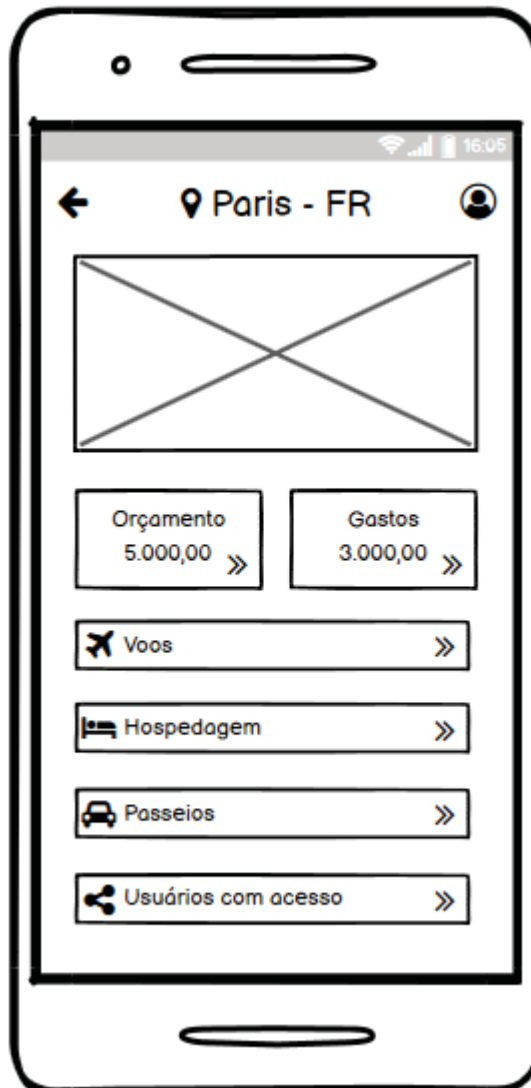 16:05
Paris - FR
Orçamento
5.000,00
Gastos
3.000,00
Voos
Hospedagem
Passeios
Usuários com acesso